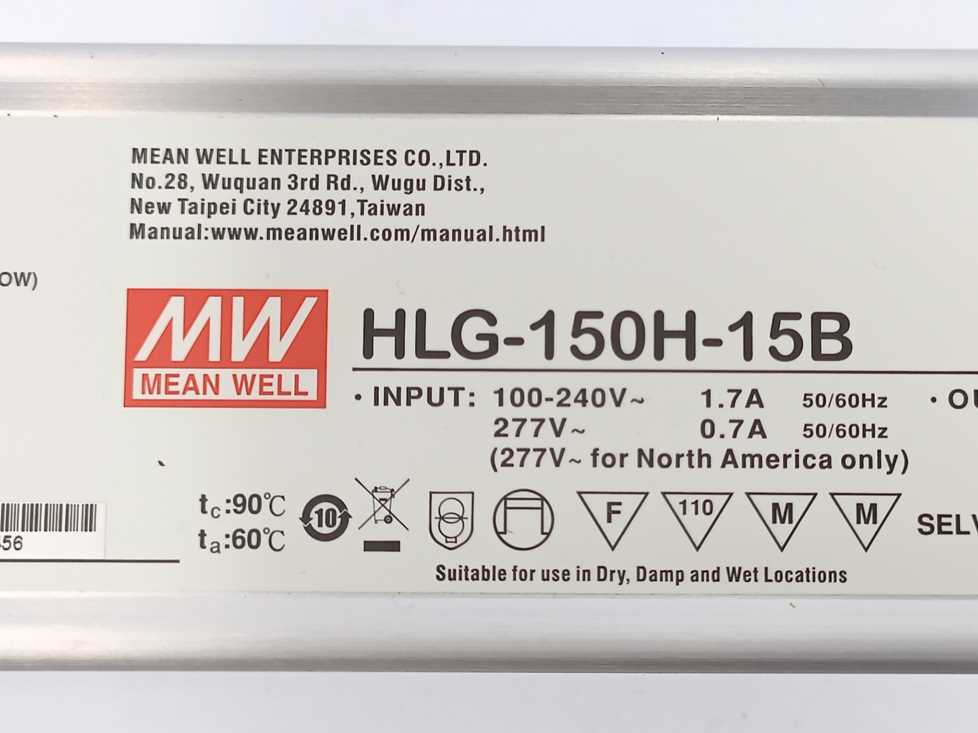 MEAN WELL ENTERPRISES CO.,LTD.
No.28, Wuquan 3rd Rd., Wugu Dist.,
New Taipei City 24891,Taiwan
Manual:www.meanwell.com/manual.html
OW)
MW
MEAN WELL
HLG-150H-15B
• INPUT: 100-240V~ 1.7A 50/60Hz
277V~ 0.7A 50/60Hz
(277V~ for North America only)
• OU
tc:90℃
ta:60℃
10
F
110
M
M
SELV
56
Suitable for use in Dry, Damp and Wet Locations